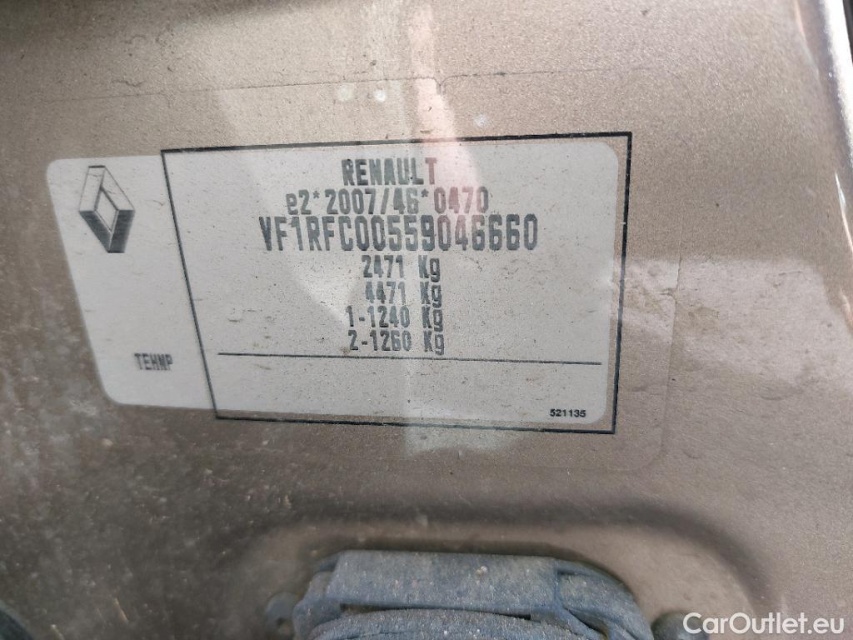 RENAULT
e2*2007/46*0470
VF1RFC00559046660
2471 Kg
4471 Kg
1-1240 Kg
2-1260 Kg
TEHNP
521135
CarOutlet.eu